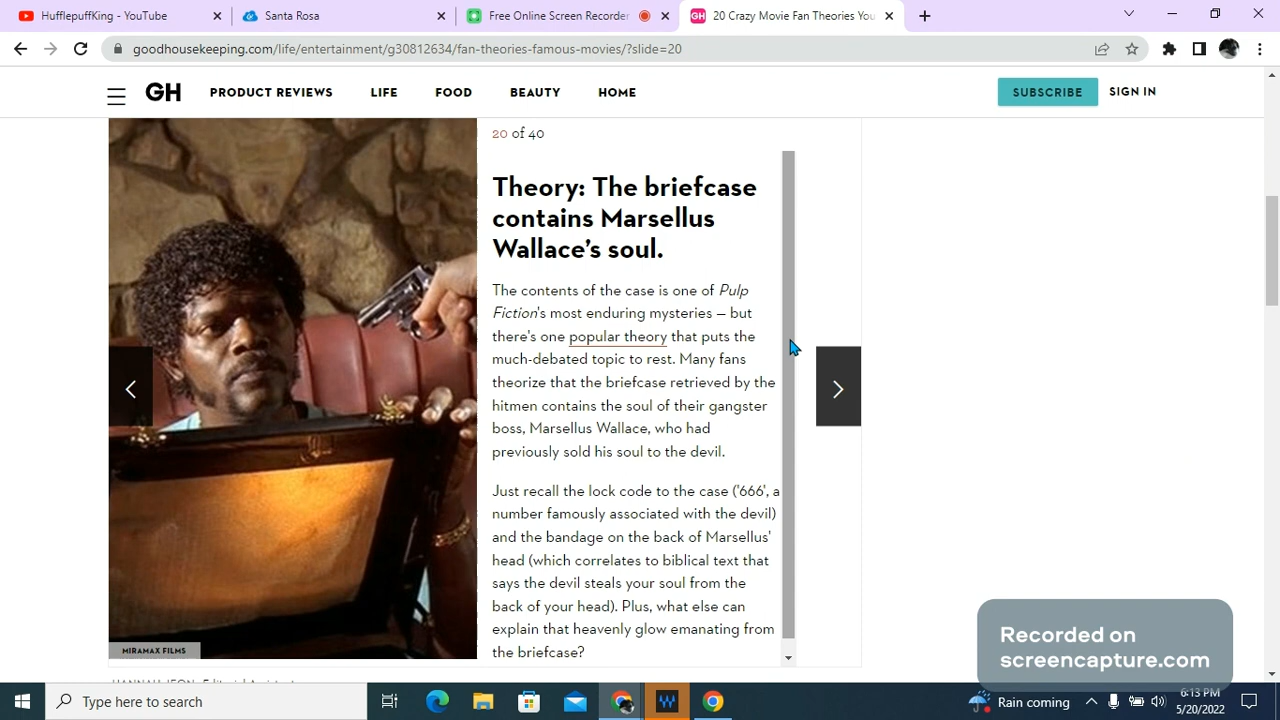 HufflepuffKing - YouTube
Santa Rosa
Free Online Screen Recorder
20 Crazy Movie Fan Theories You
goodhousekeeping.com/life/entertainment/g30812634/fan-theories-famous-movies/?slide=20
GH PRODUCT REVIEWS LIFE FOOD BEAUTY HOME SUBSCRIBE SIGN IN
20 of 40
Theory: The briefcase
contains Marsellus
Wallace's soul.
The contents of the case is one of Pulp
Fiction's most enduring mysteries – but
there's one popular theory that puts the
much-debated topic to rest. Many fans
theorize that the briefcase retrieved by the
hitmen contains the soul of their gangster
boss, Marsellus Wallace, who had
previously sold his soul to the devil.
Just recall the lock code to the case ('666', a
number famously associated with the devil)
and the bandage on the back of Marsellus'
head (which correlates to biblical text that
says the devil steals your soul from the
back of your head). Plus, what else can
explain that heavenly glow emanating from
the briefcase?
MIRAMAX FILMS
Recorded on
screencapture.com
Type here to search
Rain coming
6:13 PM
5/20/2022